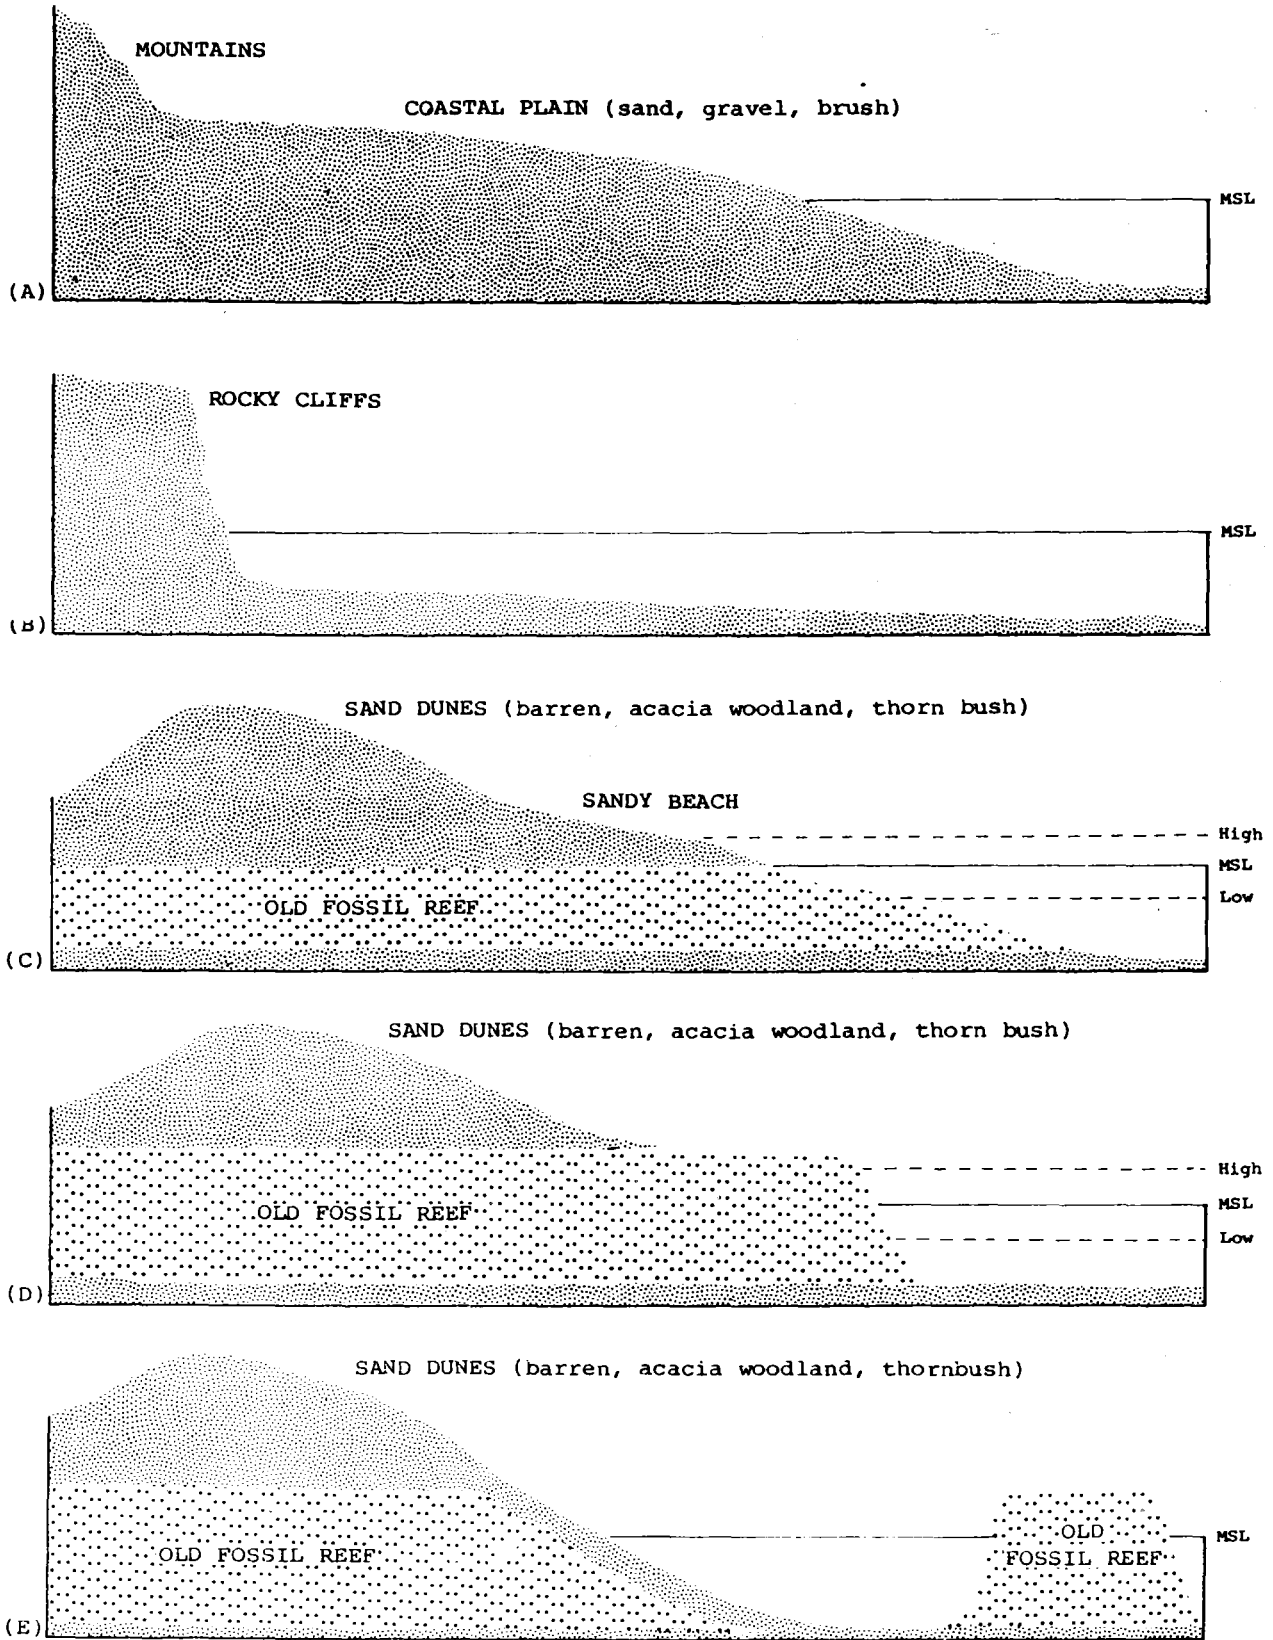 MOUNTAINS
COASTAL PLAIN (sand, gravel, brush)
MSL
(A)
ROCKY CLIFFS
MSL
(B)
SAND DUNES (barren, acacia woodland, thorn bush)
SANDY BEACH
High
MSL
Low
OLD FOSSIL REEF
(C)
SAND DUNES (barren, acacia woodland, thorn bush)
High
MSL
Low
OLD FOSSIL REEF
(D)
SAND DUNES (barren, acacia woodland, thornbush)
MSL
OLD
FOSSIL REEF
OLD FOSSIL REEF
(E)